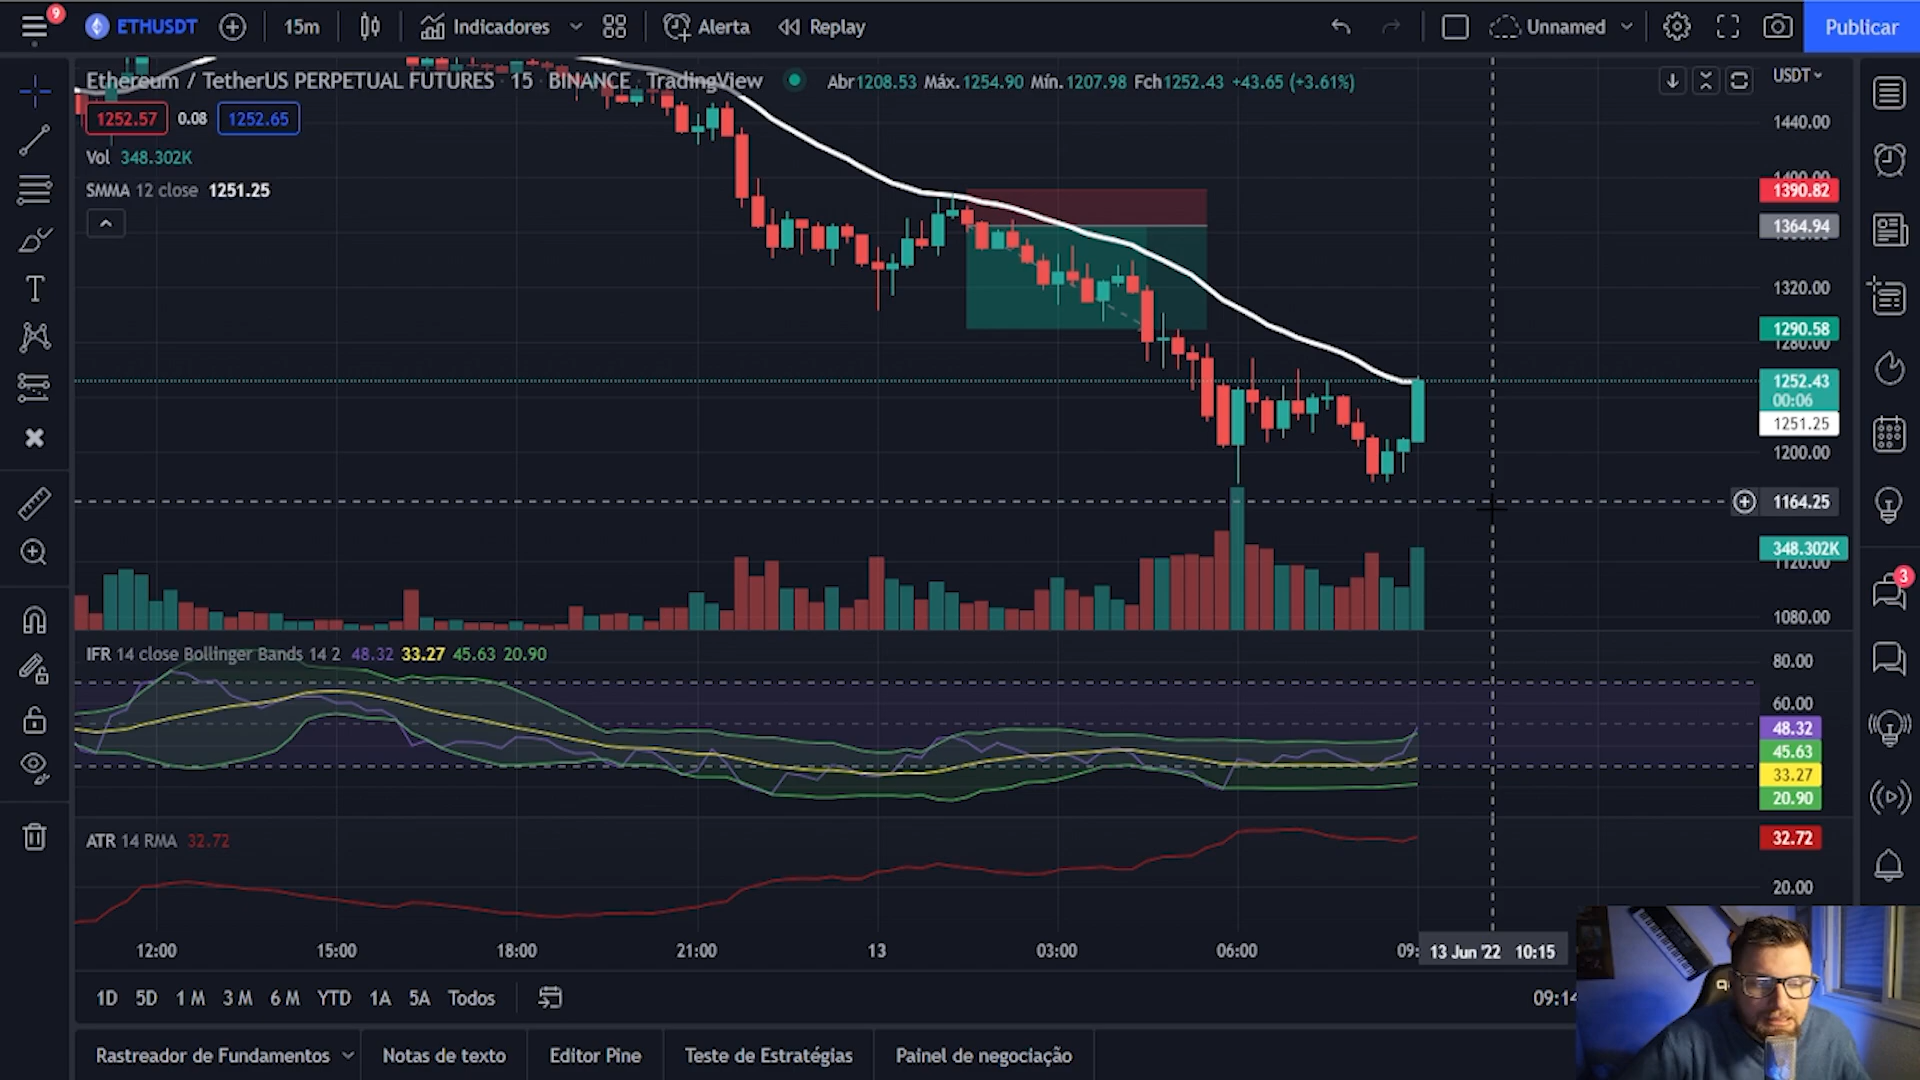 9 ETHUSDT 15m Indicadores Alerta Replay Unnamed Publicar
Ethereum / TetherUS PERPETUAL FUTURES · 15 · BINANCE · TradingView Abr1208.53 Máx.1254.90 Mín.1207.98 Fch1252.43 +43.65 (+3.61%) USDT
1252.57 0.08 1252.65
Vol 348.302K
SMMA 12 close 1251.25
1440.00
1400.00
1390.82
1364.94
1320.00
1290.58
1280.00
1252.43
00:06
1251.25
1200.00
1164.25
348.302K
1120.00
1080.00
3
IFR 14 close Bollinger Bands 14 2 48.32 33.27 45.63 20.90
80.00
60.00
48.32
45.63
33.27
20.90
ATR 14 RMA 32.72
32.72
20.00
12:00 15:00 18:00 21:00 13 03:00 06:00 09: 13 Jun '22 10:15
1D 5D 1 M 3 M 6 M YTD 1A 5A Todos 09:14
Rastreador de Fundamentos Notas de texto Editor Pine Teste de Estratégias Painel de negociação